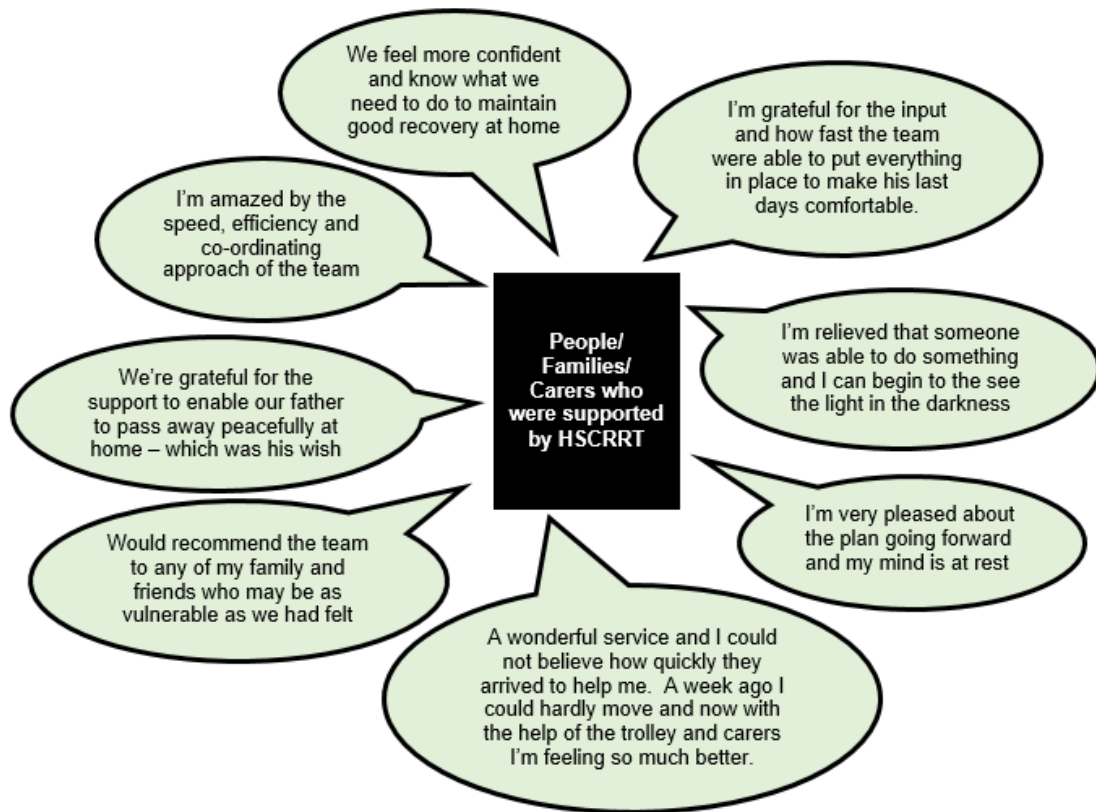 We feel more confident
and know what we
need to do to maintain
good recovery at home
I'm grateful for the input
and how fast the team
were able to put everything
in place to make his last
days comfortable.
I'm amazed by the
speed, efficiency and
co-ordinating
approach of the team
People/
Families/
Carers who
were supported
by HSCRRT
I'm relieved that someone
was able to do something
and I can begin to the see
the light in the darkness
We're grateful for the
support to enable our father
to pass away peacefully at
home – which was his wish
I'm very pleased about
the plan going forward
and my mind is at rest
Would recommend the team
to any of my family and
friends who may be as
vulnerable as we had felt
A wonderful service and I could
not believe how quickly they
arrived to help me.  A week ago I
could hardly move and now with
the help of the trolley and carers
I'm feeling so much better.